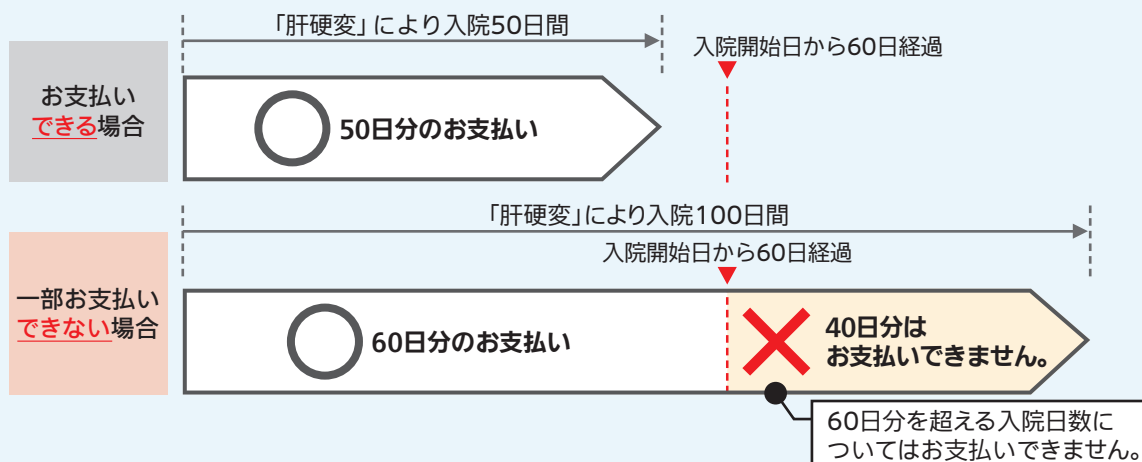 「肝硬変」により入院50日間
入院開始日から60日経過
お支払い
できる場合
50日分のお支払い
「肝硬変」により入院100日間
入院開始日から60日経過
一部お支払い
できない場合
60日分のお支払い
40日分は
お支払いできません。
60日分を超える入院日数に
ついてはお支払いできません。